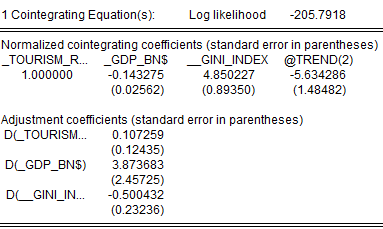 1 Cointegrating Equation(s): Log likelihood -205.7918
Normalized cointegrating coefficients (standard error in parentheses)
_TOURISM_R... _GDP_BN$ __GINI_INDEX @TREND(2)
1.000000 -0.143275 4.850227 -5.634286
(0.02562) (0.89350) (1.48482)
Adjustment coefficients (standard error in parentheses)
D(_TOURISM... 0.107259
(0.12435)
D(_GDP_BN$) 3.873683
(2.45725)
D(__GINI_IN... -0.500432
(0.23236)